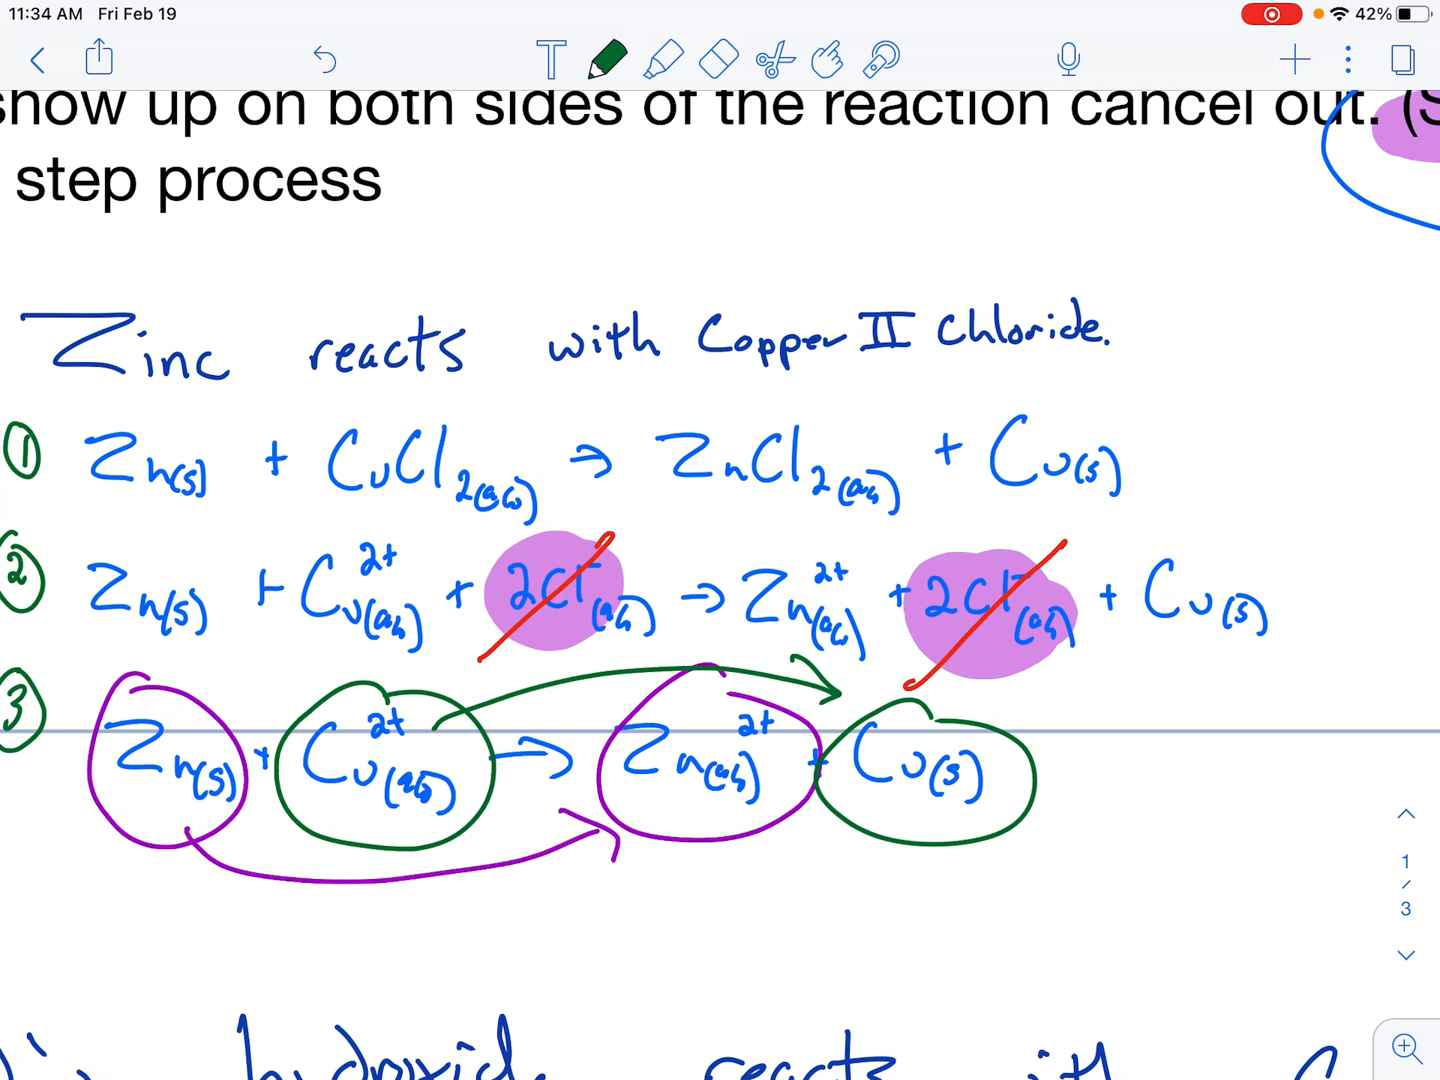 11:34 AM Fri Feb 19 42%
T
show up on both sides of the reaction cancel out. (S
step process
Zinc reacts with Copper II Chloride.
① Zn(s) + CuCl₂(aq) → ZnCl₂(aq) + Cu(s)
② Zn(s) + Cu²⁺(aq) + 2Cl⁻(aq) → Zn²⁺(aq) + 2Cl⁻(aq) + Cu(s)
③ Zn(s) + Cu²⁺(aq) → Zn²⁺(aq) + Cu(s)
1
/
3
hydroxide reacts with